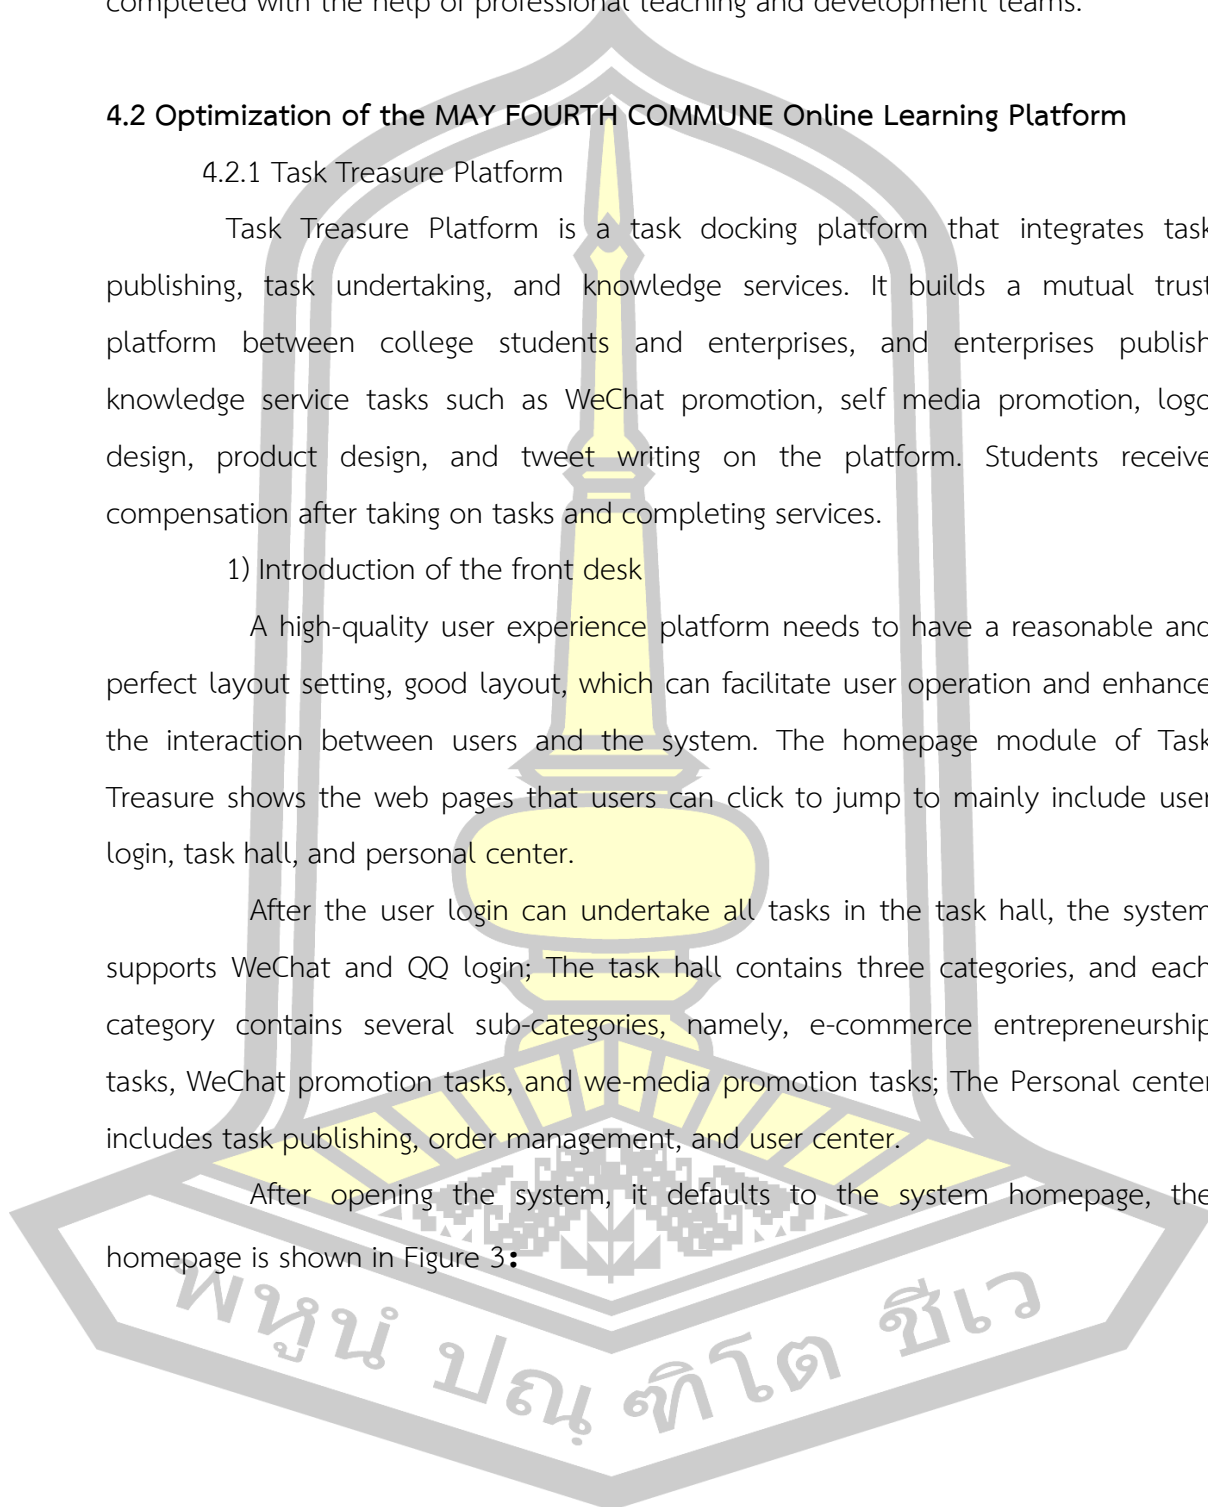 completed with the help of professional teaching and development teams.
4.2 Optimization of the MAY FOURTH COMMUNE Online Learning Platform
4.2.1 Task Treasure Platform
Task Treasure Platform is a task docking platform that integrates task
publishing, task undertaking, and knowledge services. It builds a mutual trust
platform between college students and enterprises, and enterprises publish
knowledge service tasks such as WeChat promotion, self media promotion, logo
design, product design, and tweet writing on the platform. Students receive
compensation after taking on tasks and completing services.
1) Introduction of the front desk
A high-quality user experience platform needs to have a reasonable and
perfect layout setting, good layout, which can facilitate user operation and enhance
the interaction between users and the system. The homepage module of Task
Treasure shows the web pages that users can click to jump to mainly include user
login, task hall, and personal center.
After the user login can undertake all tasks in the task hall, the system
supports WeChat and QQ login; The task hall contains three categories, and each
category contains several sub-categories, namely, e-commerce entrepreneurship
tasks, WeChat promotion tasks, and we-media promotion tasks; The Personal center
includes task publishing, order management, and user center.
After opening the system, it defaults to the system homepage, the
homepage is shown in Figure 3：
พหูนํ ปณฺฑิโต ชีเว